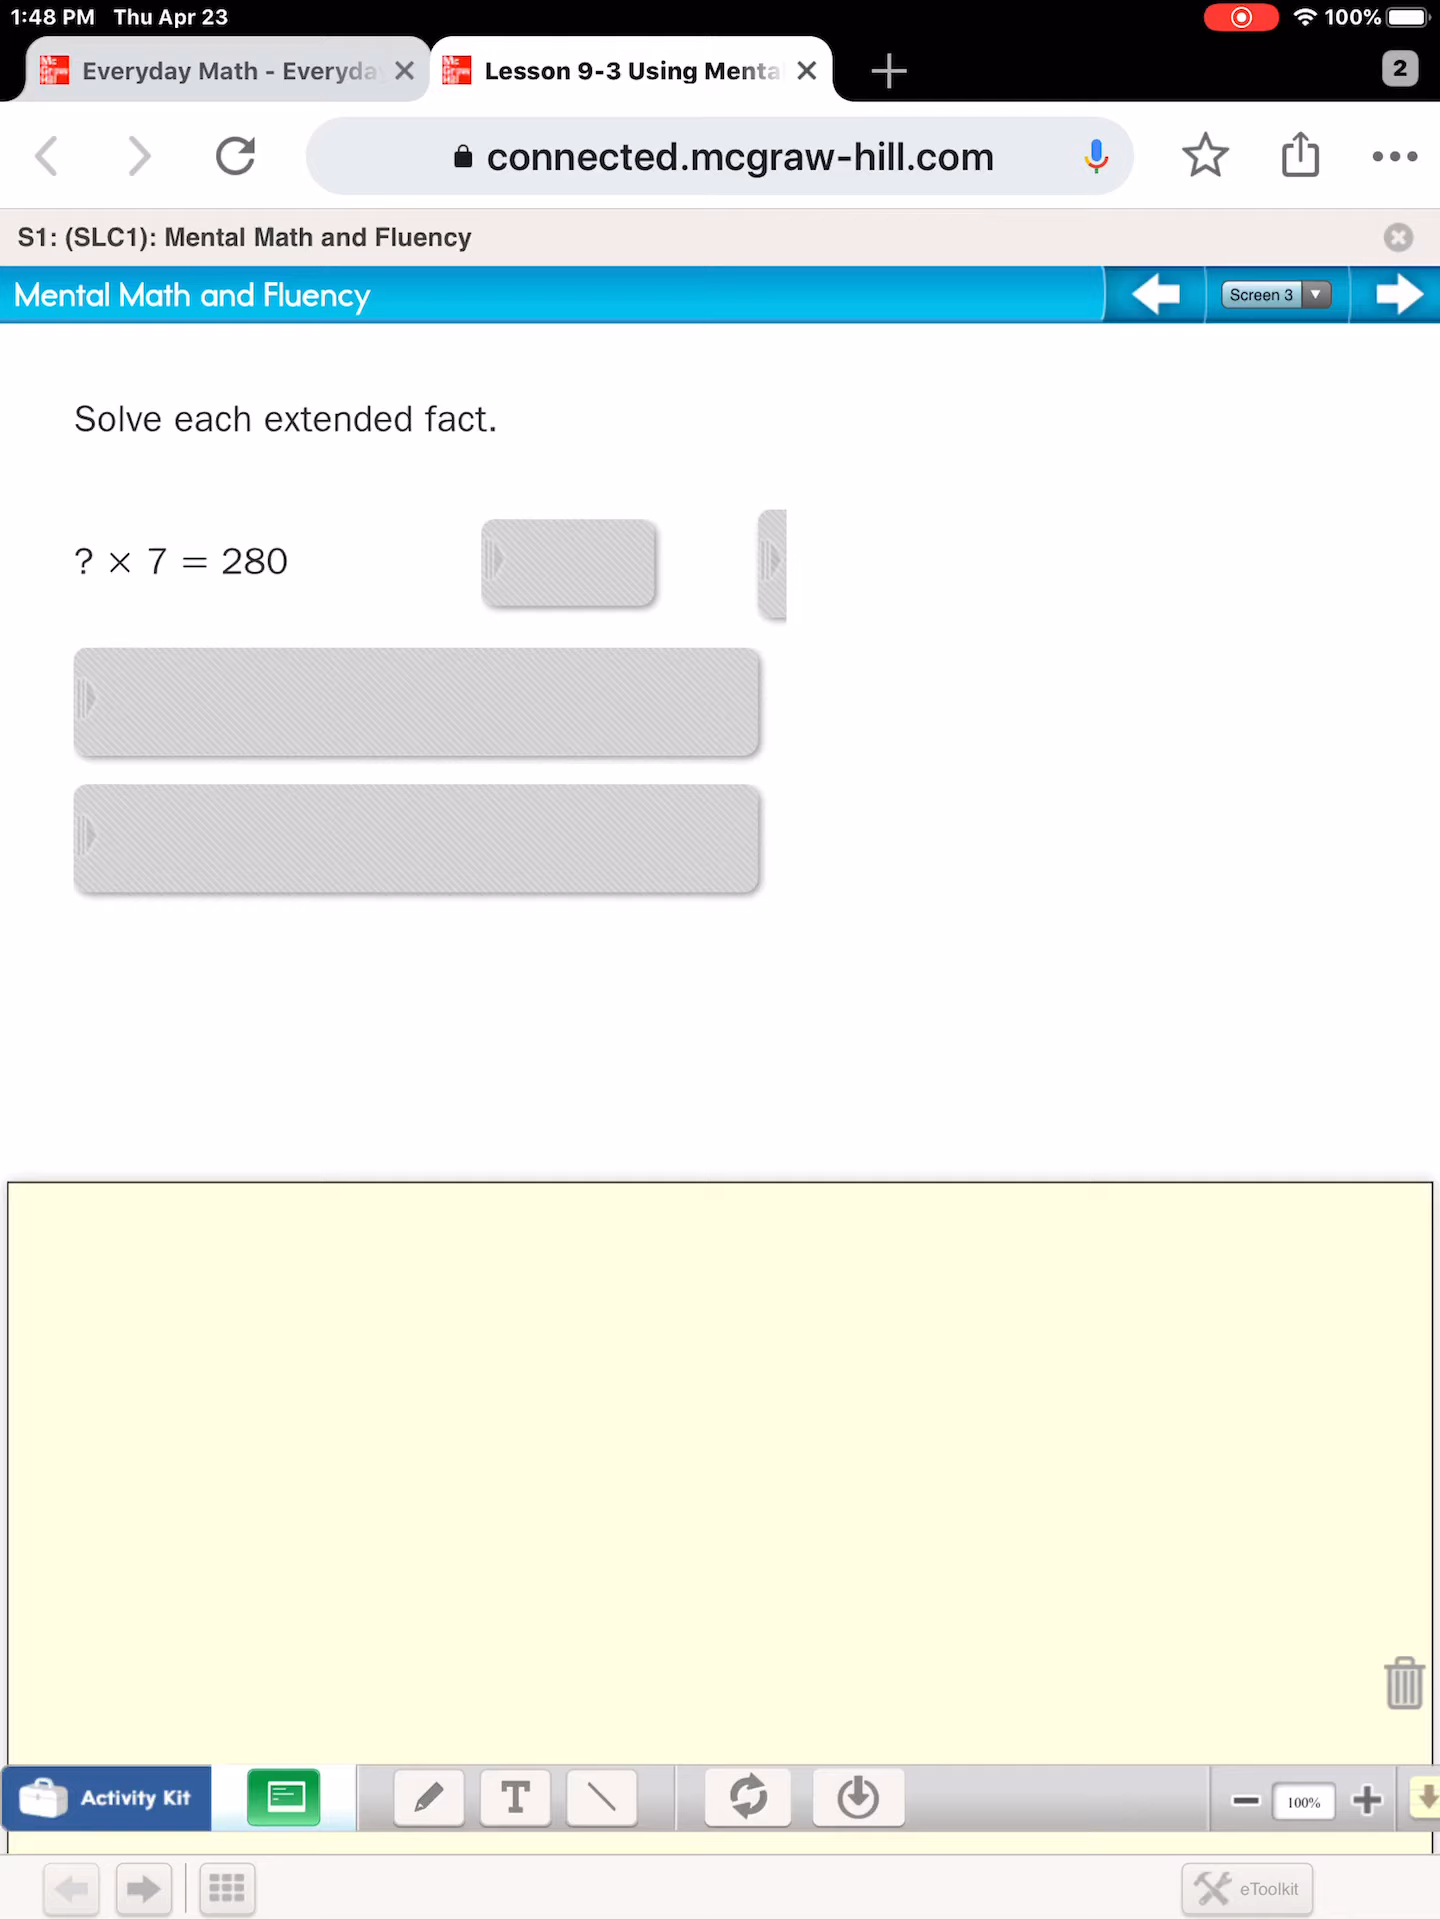 1:48 PM Thu Apr 23
100%
Everyday Math - Everyda
Lesson 9-3 Using Menta
2
connected.mcgraw-hill.com
S1: (SLC1): Mental Math and Fluency
Mental Math and Fluency
Screen 3
Solve each extended fact.
? × 7 = 280
Activity Kit
T
100%
eToolkit